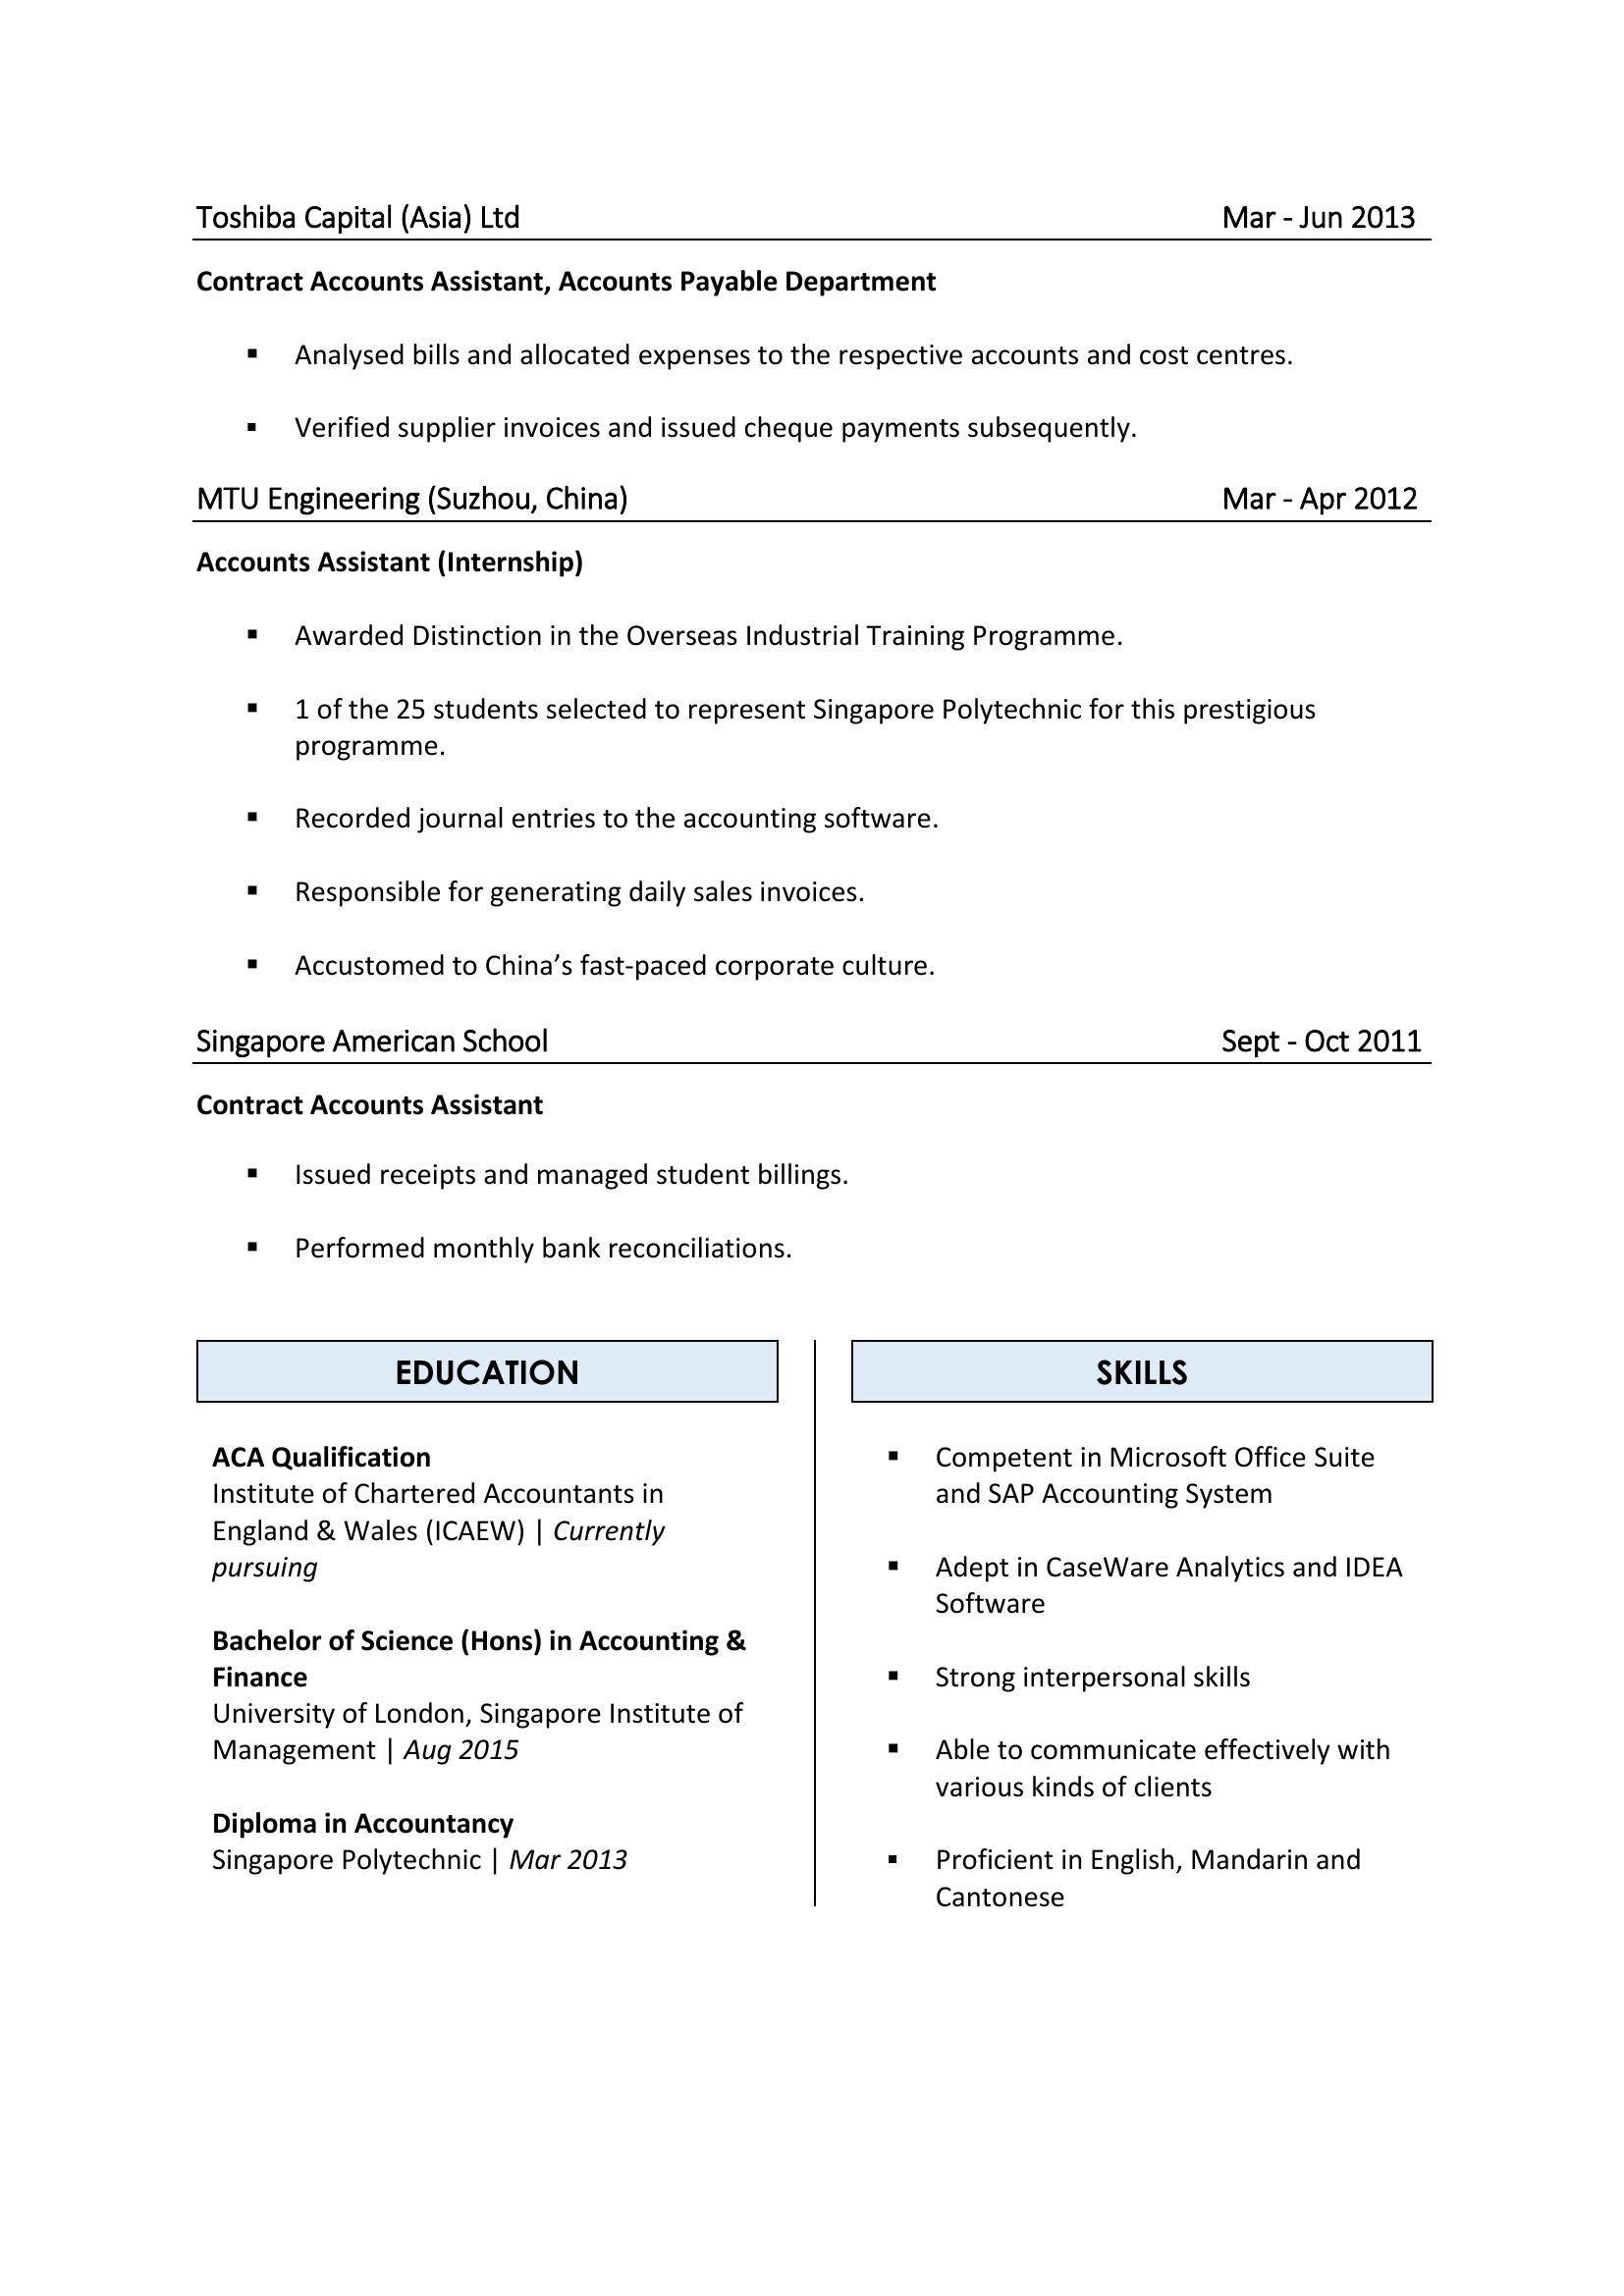 Toshiba Capital (Asia) Ltd Mar - Jun 2013
Contract Accounts Assistant, Accounts Payable Department
▪ Analysed bills and allocated expenses to the respective accounts and cost centres.
▪ Verified supplier invoices and issued cheque payments subsequently.
MTU Engineering (Suzhou, China) Mar - Apr 2012
Accounts Assistant (Internship)
▪ Awarded Distinction in the Overseas Industrial Training Programme.
▪ 1 of the 25 students selected to represent Singapore Polytechnic for this prestigious
programme.
▪ Recorded journal entries to the accounting software.
▪ Responsible for generating daily sales invoices.
▪ Accustomed to China’s fast-paced corporate culture.
Singapore American School Sept - Oct 2011
Contract Accounts Assistant
▪ Issued receipts and managed student billings.
▪ Performed monthly bank reconciliations.
EDUCATION
ACA Qualification
Institute of Chartered Accountants in
England & Wales (ICAEW) | Currently
pursuing
Bachelor of Science (Hons) in Accounting &
Finance
University of London, Singapore Institute of
Management | Aug 2015
Diploma in Accountancy
Singapore Polytechnic | Mar 2013
SKILLS
▪ Competent in Microsoft Office Suite
and SAP Accounting System
▪ Adept in CaseWare Analytics and IDEA
Software
▪ Strong interpersonal skills
▪ Able to communicate effectively with
various kinds of clients
▪ Proficient in English, Mandarin and
Cantonese